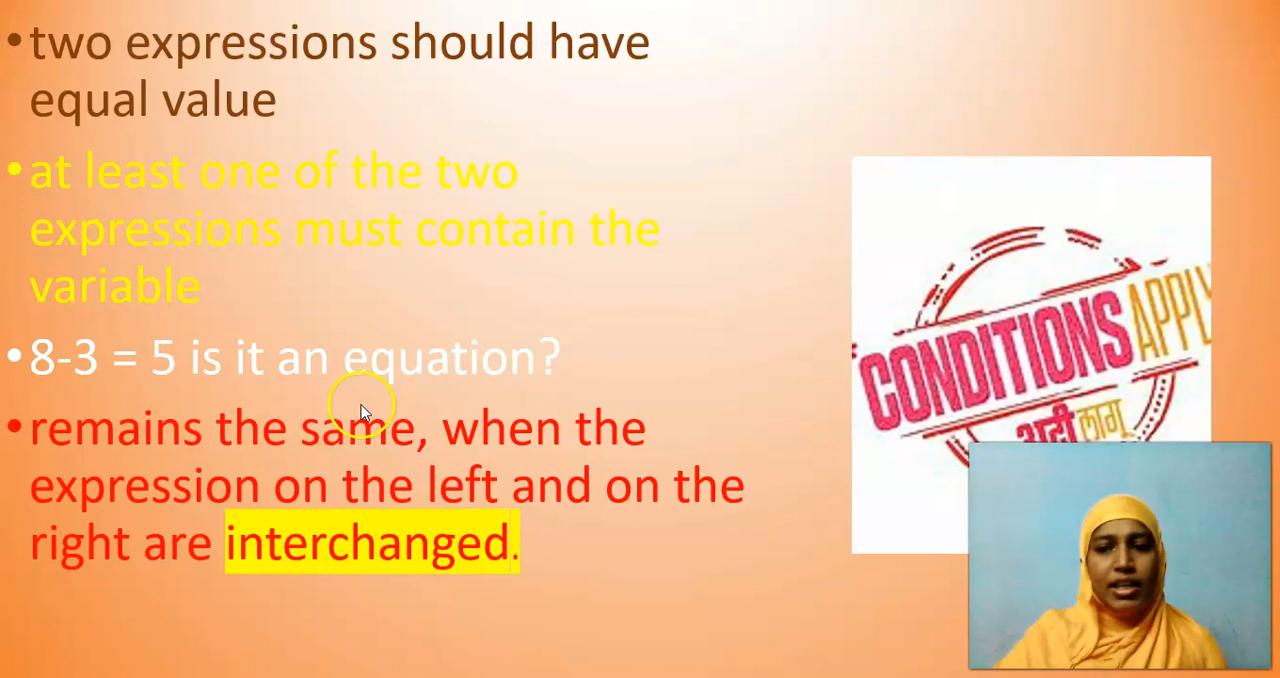 •two expressions should have
equal value
•at least one of the two
expressions must contain the
variable
•8-3 = 5 is it an equation?
•remains the same, when the
expression on the left and on the
right are interchanged.
CONDITIONS APPLY
अटी लागू